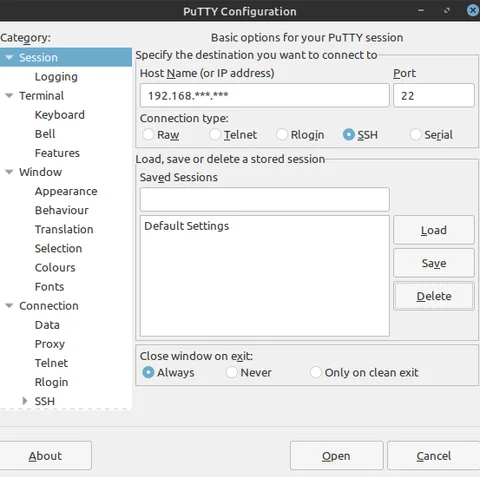 PuTTY Configuration
Category:
Session
Logging
Terminal
Keyboard
Bell
Features
Window
Appearance
Behaviour
Translation
Selection
Colours
Fonts
Connection
Data
Proxy
Telnet
Rlogin
SSH
Basic options for your PuTTY session
Specify the destination you want to connect to
Host Name (or IP address) Port
192.168.***.*** 22
Connection type:
Raw Telnet Rlogin SSH Serial
Load, save or delete a stored session
Saved Sessions
Default Settings
Load
Save
Delete
Close window on exit:
Always Never Only on clean exit
About Open Cancel